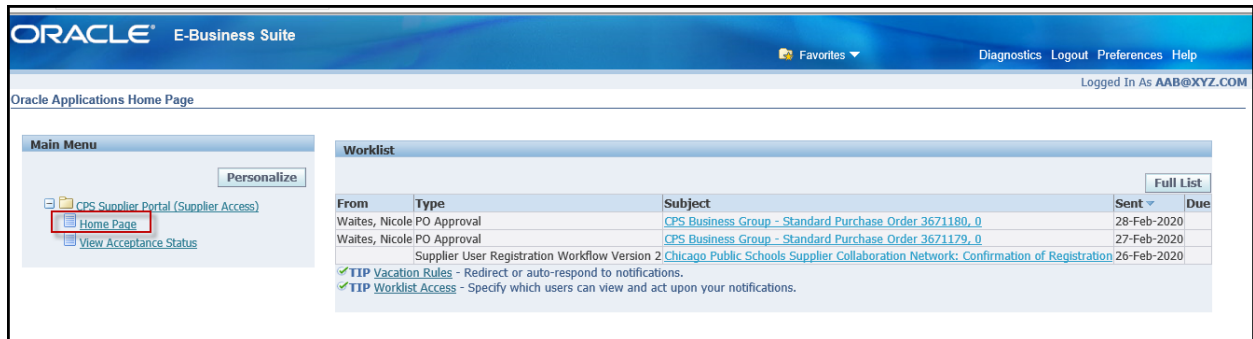 ORACLE® E-Business Suite
Favorites
Diagnostics Logout Preferences Help
Logged In As AAB@XYZ.COM
Oracle Applications Home Page
Main Menu
Personalize
CPS Supplier Portal (Supplier Access)
Home Page
View Acceptance Status
Worklist
Full List
From Type Subject Sent Due
Waites, Nicole PO Approval CPS Business Group - Standard Purchase Order 3671180, 0 28-Feb-2020
Waites, Nicole PO Approval CPS Business Group - Standard Purchase Order 3671179, 0 27-Feb-2020
Supplier User Registration Workflow Version 2 Chicago Public Schools Supplier Collaboration Network: Confirmation of Registration 26-Feb-2020
TIP Vacation Rules - Redirect or auto-respond to notifications.
TIP Worklist Access - Specify which users can view and act upon your notifications.